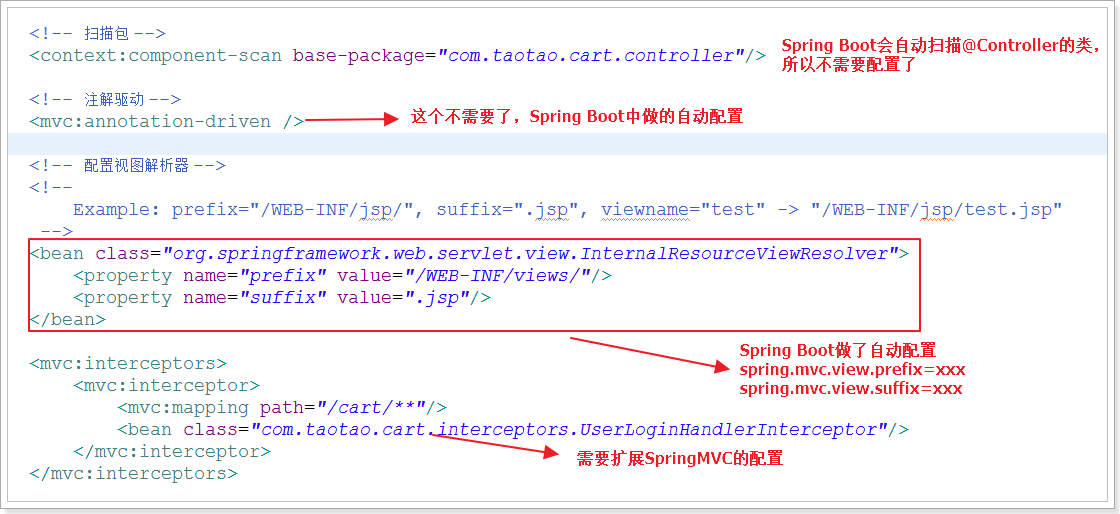 <!-- 扫描包 -->
<context:component-scan base-package="com.taotao.cart.controller"/>
Spring Boot会自动扫描@Controller的类，
所以不需要配置了
<!-- 注解驱动 -->
<mvc:annotation-driven />
这个不需要了，Spring Boot中做的自动配置
<!-- 配置视图解析器 -->
<!--
Example: prefix="/WEB-INF/jsp/", suffix=".jsp", viewname="test" -> "/WEB-INF/jsp/test.jsp"
-->
<bean class="org.springframework.web.servlet.view.InternalResourceViewResolver">
<property name="prefix" value="/WEB-INF/views/"/>
<property name="suffix" value=".jsp"/>
</bean>
Spring Boot做了自动配置
spring.mvc.view.prefix=xxx
spring.mvc.view.suffix=xxx
<mvc:interceptors>
<mvc:interceptor>
<mvc:mapping path="/cart/**"/>
<bean class="com.taotao.cart.interceptors.UserLoginHandlerInterceptor"/>
</mvc:interceptor>
需要扩展SpringMVC的配置
</mvc:interceptors>